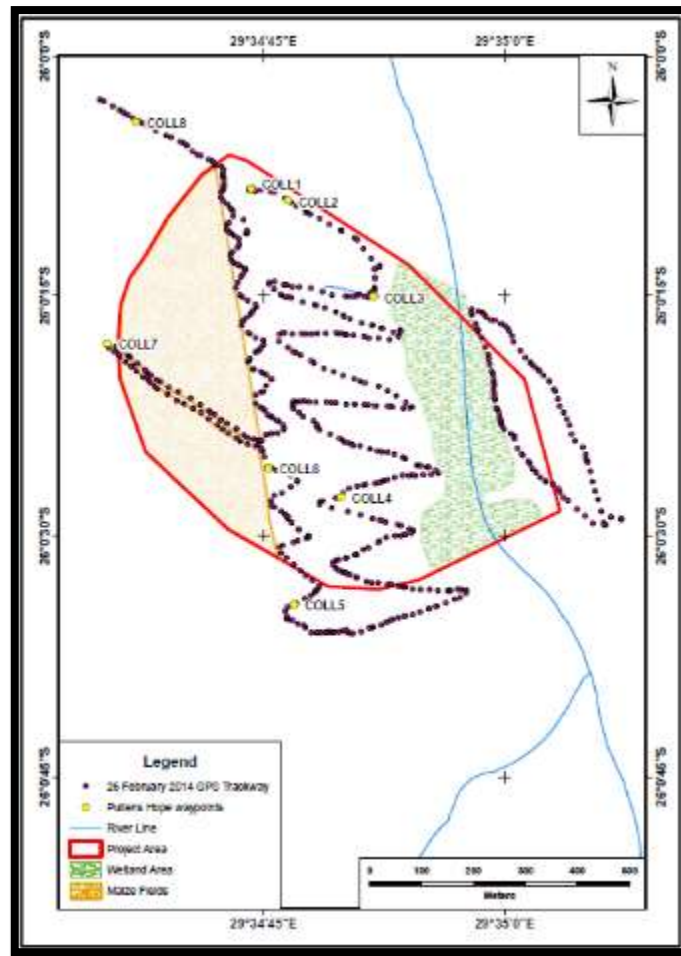 29°34'45"E 29°35'0"E
26°0'0"S 26°0'0"S
N
COLL8
COLL1
COLL2
26°0'15"S 26°0'15"S
COLL3
COLL7
COLL6
COLL4
26°0'30"S 26°0'30"S
COLL5
26°0'45"S 26°0'45"S
Legend
26 February 2014 GPS Trackway
Hope waypoints
River Line
Project Area
Wetland Area
Maize Fields
0 100 200 300 400 500
Meters
29°34'45"E 29°35'0"E